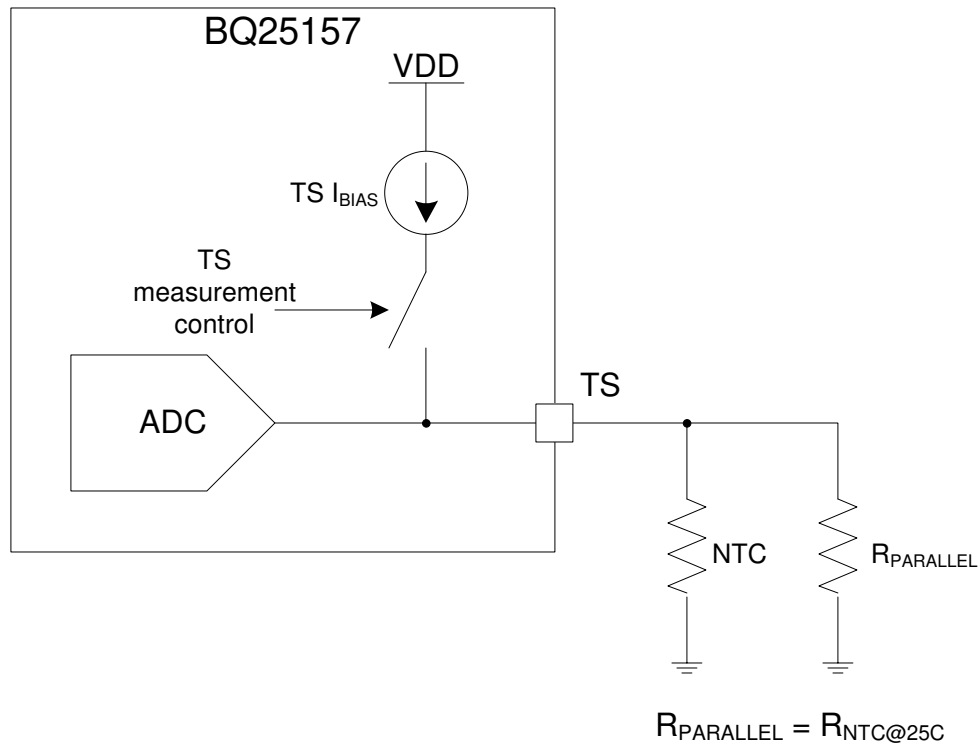 BQ25157
VDD
TS IBIAS
TS
measurement
control
ADC
TS
NTC
RPARALLEL
RPARALLEL = RNTC@25C